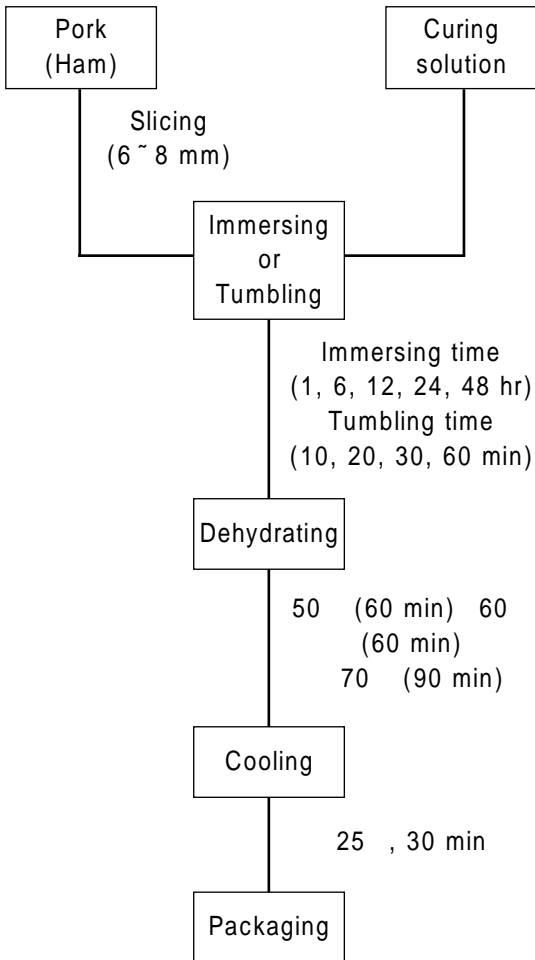 Pork
(Ham)
Curing
solution
Slicing
(6 ~ 8 mm)
Immersing
or
Tumbling
Immersing time
(1, 6, 12, 24, 48 hr)
Tumbling time
(10, 20, 30, 60 min)
Dehydrating
50 (60 min) 60
(60 min)
70 (90 min)
Cooling
25 , 30 min
Packaging